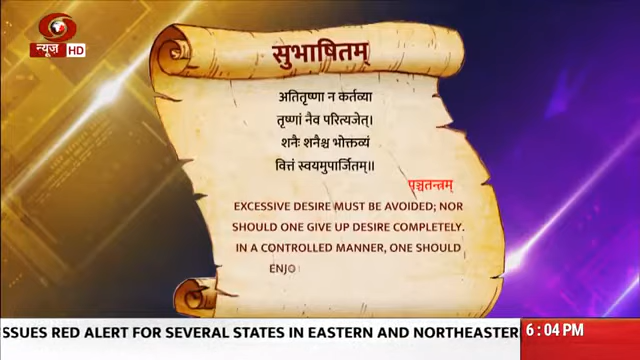 न्यूज़ HD
सुभाषितम्
अतितृष्णा न कर्तव्या
तृष्णां नैव परित्यजेत्।
शनैः शनैश्च भोक्तव्यं
वित्तं स्वयमुपार्जितम्॥
पञ्चतन्त्रम्
EXCESSIVE DESIRE MUST BE AVOIDED; NOR
SHOULD ONE GIVE UP DESIRE COMPLETELY.
IN A CONTROLLED MANNER, ONE SHOULD
ENJO
ISSUES RED ALERT FOR SEVERAL STATES IN EASTERN AND NORTHEASTER
6:04 PM